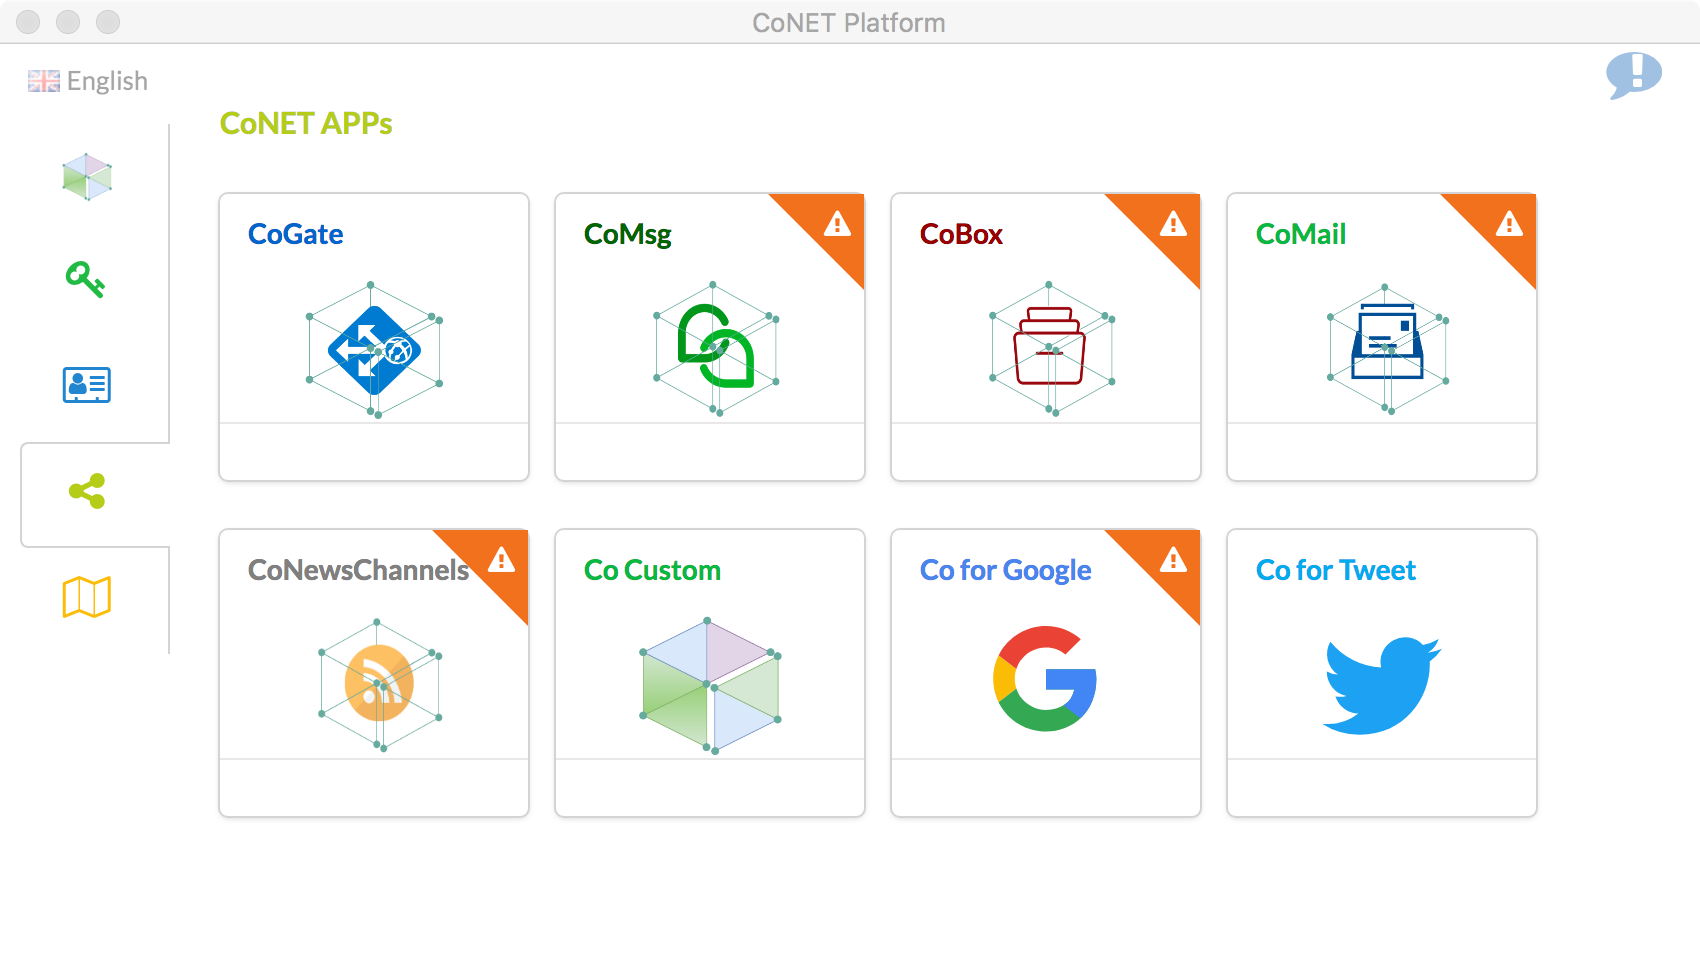 CoNET Platform
English
CoNET APPs
CoGate
CoMsg
CoBox
CoMail
CoNewsChannels
Co Custom
Co for Google
Co for Tweet